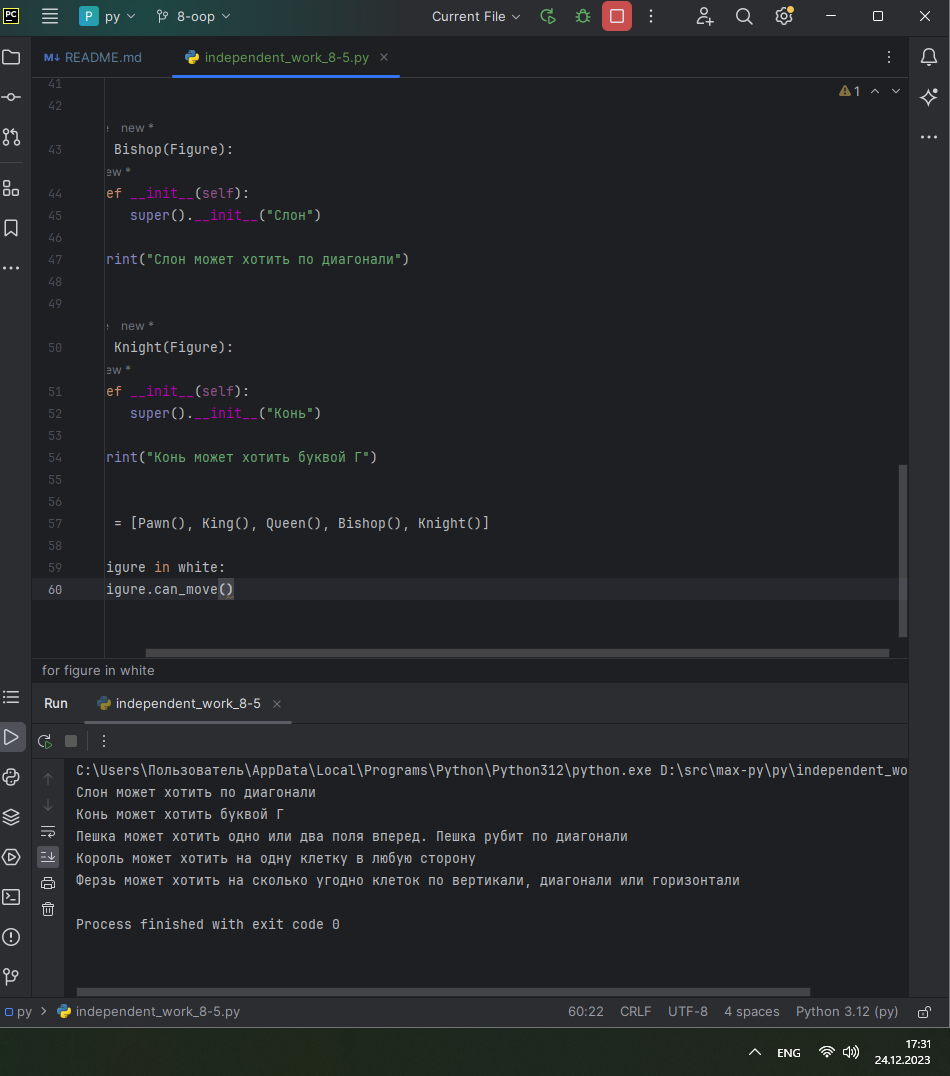 PC P py 8-oop Current File
README.md independent_work_8-5.py
41
1
42
new *
43 Bishop(Figure):
ew *
44 ef __init__(self):
45 super().__init__("Слон")
46
47 rint("Слон может хотить по диагонали")
48
49
new *
50 Knight(Figure):
ew *
51 ef __init__(self):
52 super().__init__("Конь")
53
54 rint("Конь может хотить буквой Г")
55
56
57 = [Pawn(), King(), Queen(), Bishop(), Knight()]
58
59 igure in white:
60 igure.can_move()
for figure in white
Run independent_work_8-5
C:\Users\Пользователь\AppData\Local\Programs\Python\Python312\python.exe D:\src\max-py\py\independent_wo
Слон может хотить по диагонали
Конь может хотить буквой Г
Пешка может хотить одно или два поля вперед. Пешка рубит по диагонали
Король может хотить на одну клетку в любую сторону
Ферзь может хотить на сколько угодно клеток по вертикали, диагонали или горизонтали
Process finished with exit code 0
py independent_work_8-5.py 60:22 CRLF UTF-8 4 spaces Python 3.12 (py)
ENG 17:31
24.12.2023